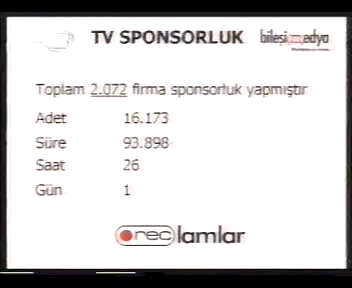 TV SPONSORLUK bileşimmedya
Toplam 2.072 firma sponsorluk yapmıştır
Adet 16.173
Süre 93.898
Saat 26
Gün 1
reclamlar